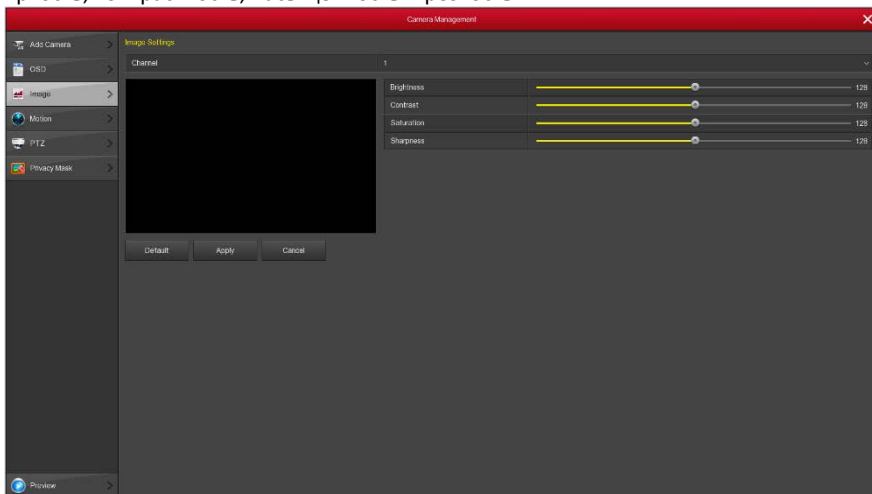 Camera Management
Add Camera
Image Settings
OSD
Channel 1
Image
Brightness 128
Contrast 128
Motion
Saturation 128
PTZ
Sharpness 128
Privacy Mask
Default Apply Cancel
Preview